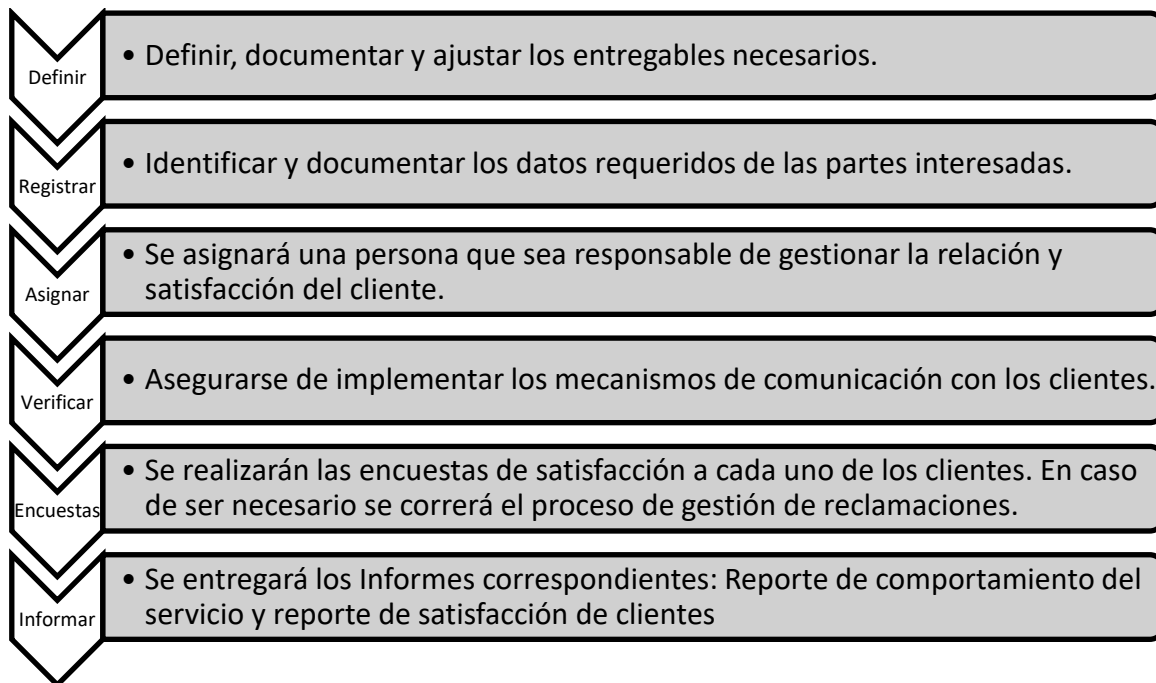 Definir
• Definir, documentar y ajustar los entregables necesarios.
Registrar
• Identificar y documentar los datos requeridos de las partes interesadas.
Asignar
• Se asignará una persona que sea responsable de gestionar la relación y
satisfacción del cliente.
Verificar
• Asegurarse de implementar los mecanismos de comunicación con los clientes.
Encuestas
• Se realizarán las encuestas de satisfacción a cada uno de los clientes. En caso
de ser necesario se correrá el proceso de gestión de reclamaciones.
Informar
• Se entregará los Informes correspondientes: Reporte de comportamiento del
servicio y reporte de satisfacción de clientes